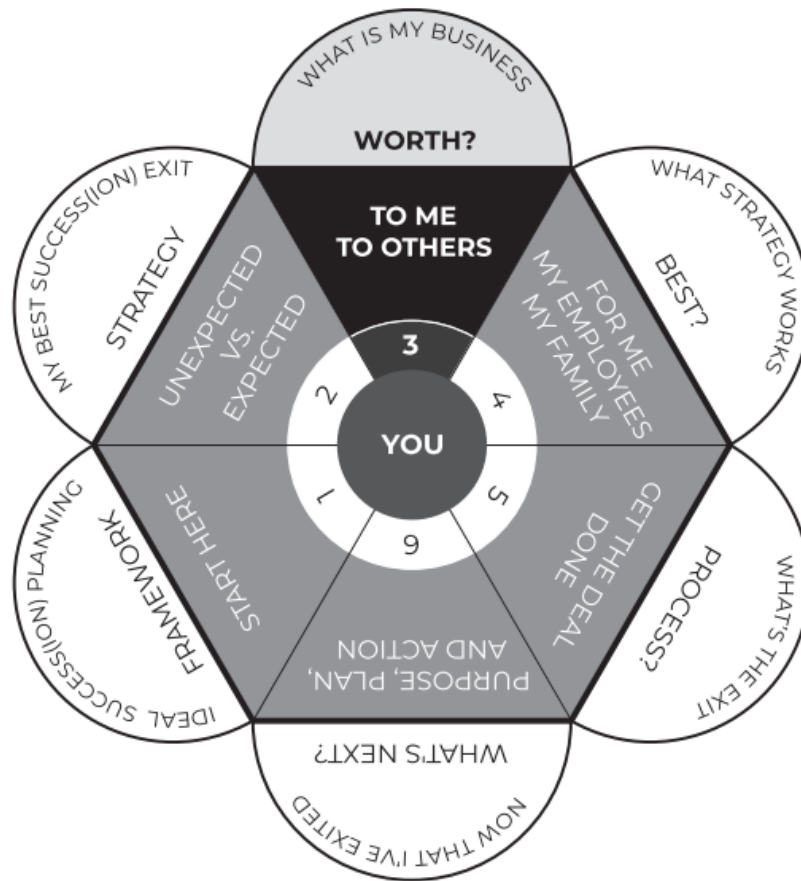 WHAT IS MY BUSINESS
WORTH?
TO ME
TO OTHERS
3
WHAT STRATEGY WORKS
BEST?
FOR ME
MY EMPLOYEES
MY FAMILY
4
WHAT'S THE EXIT
PROCESS?
GET THE DEAL
DONE
5
NOW THAT I'VE EXITED
WHAT'S NEXT?
PURPOSE, PLAN,
AND ACTION
6
IDEAL SUCCESS(ION) PLANNING
FRAMEWORK
START HERE
1
MY BEST SUCCESS(ION) EXIT
STRATEGY
UNEXPECTED
VS.
EXPECTED
2
YOU